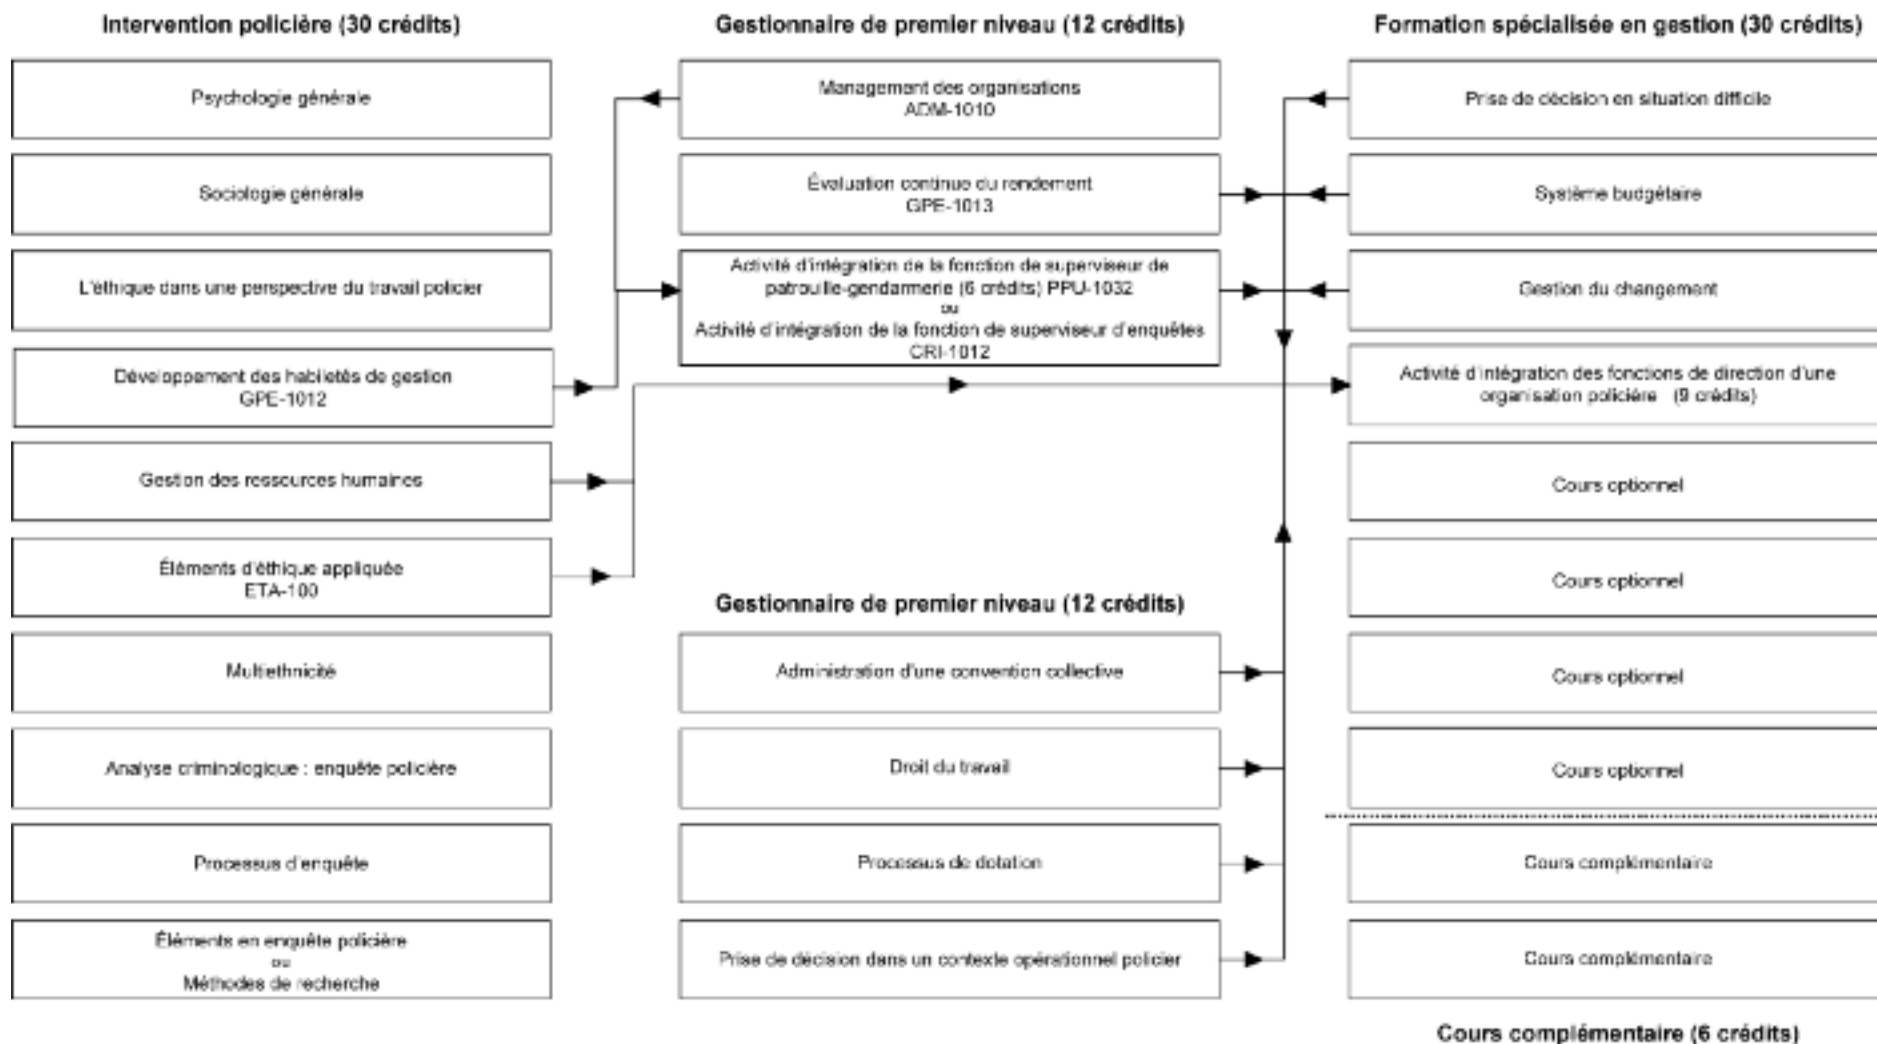 Intervention policière (30 crédits)
Psychologie générale
Sociologie générale
L'éthique dans une perspective du travail policier
Développement des habiletés de gestion
GPE-1012
Gestion des ressources humaines
Éléments d'éthique appliquée
ETA-100
Multiethnicité
Analyse criminologique : enquête policière
Processus d'enquête
Éléments en enquête policière
ou
Méthodes de recherche
Gestionnaire de premier niveau (12 crédits)
Management des organisations
ADM-1010
Évaluation continue du rendement
GPE-1013
Activité d'intégration de la fonction de superviseur de
patrouille-gendarmerie (6 crédits) PPU-1032
ou
Activité d'intégration de la fonction de superviseur d'enquêtes
CRI-1012
Gestionnaire de premier niveau (12 crédits)
Administration d'une convention collective
Droit du travail
Processus de dotation
Prise de décision dans un contexte opérationnel policier
Formation spécialisée en gestion (30 crédits)
Prise de décision en situation difficile
Système budgétaire
Gestion du changement
Activité d'intégration des fonctions de direction d'une
organisation policière (9 crédits)
Cours optionnel
Cours optionnel
Cours optionnel
Cours optionnel
Cours complémentaire
Cours complémentaire
Cours complémentaire (6 crédits)